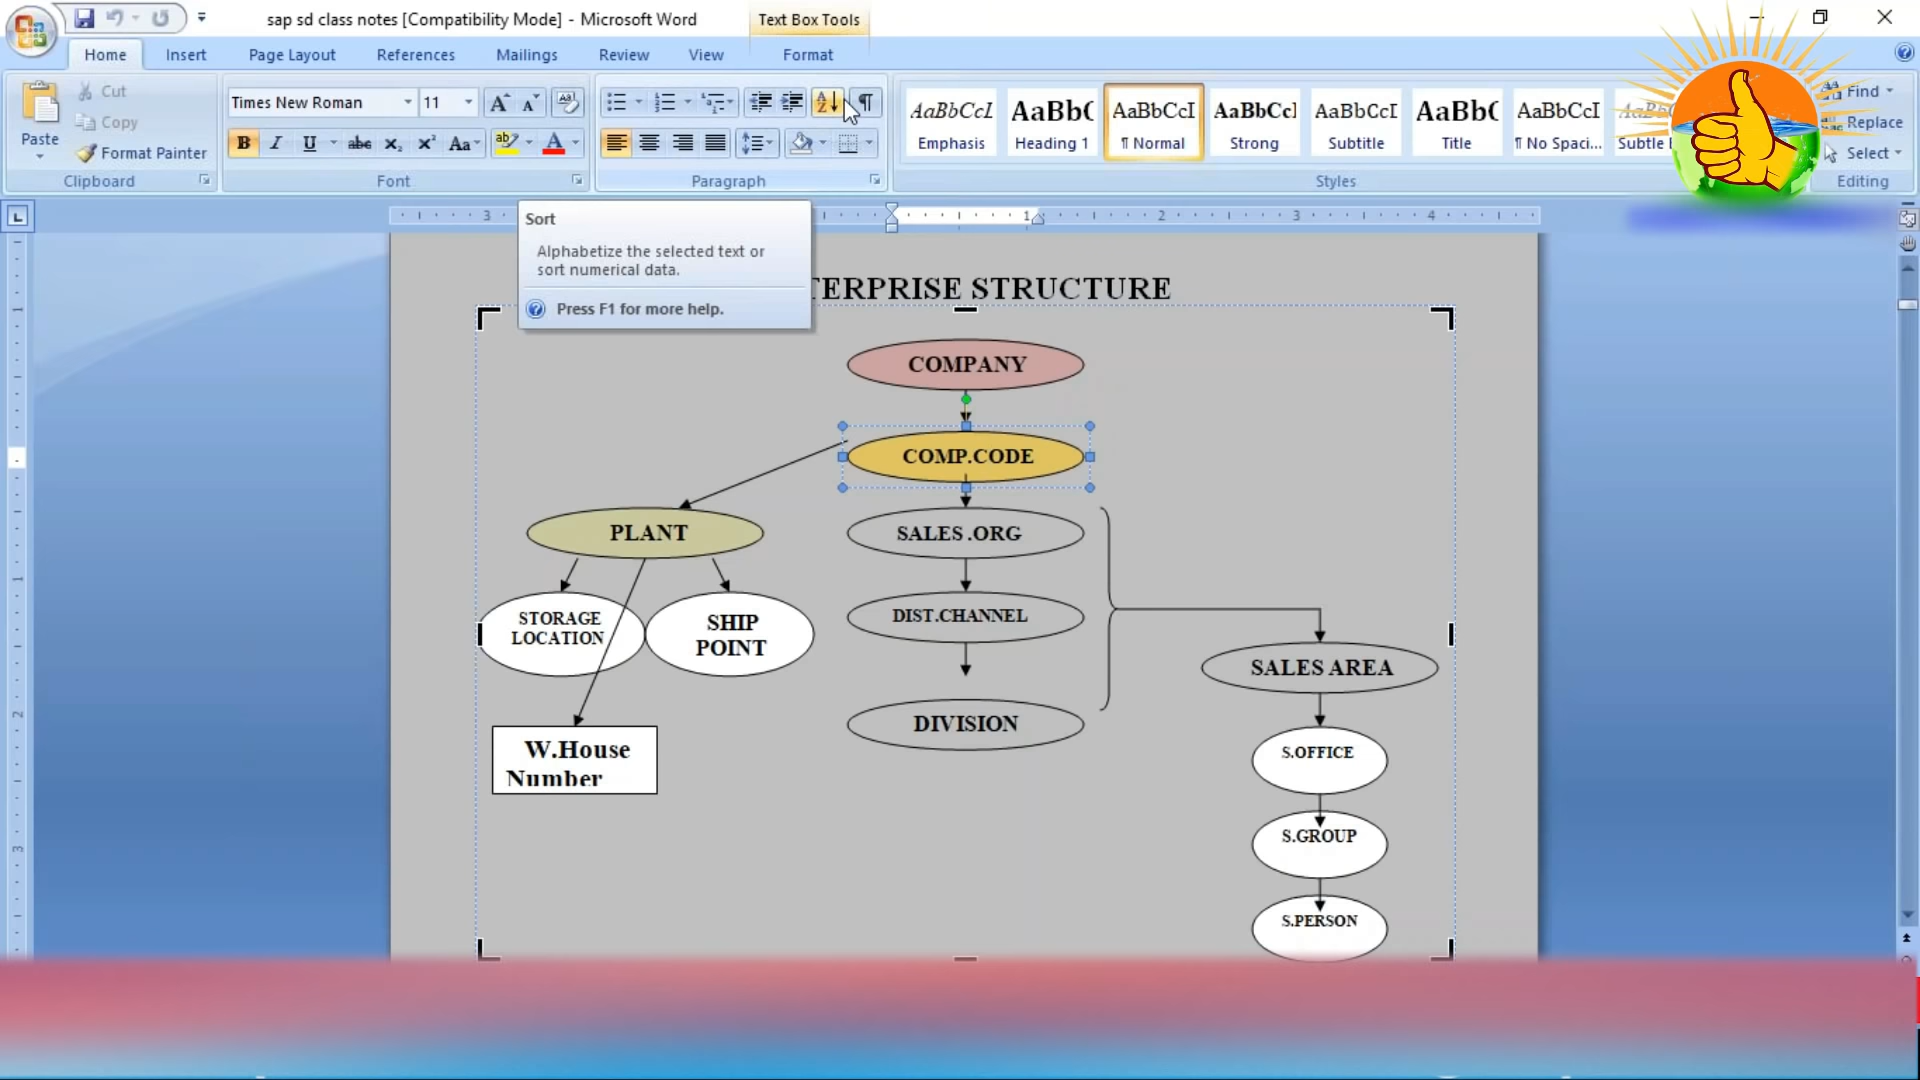 sap sd class notes [Compatibility Mode] - Microsoft Word
Text Box Tools
Home
Insert
Page Layout
References
Mailings
Review
View
Format
Paste
Cut
Copy
Format Painter
Clipboard
Times New Roman
11
Font
Paragraph
AaBbCcI
Emphasis
AaBbC
Heading 1
AaBbCcI
¶ Normal
AaBbCcI
Strong
AaBbCcI
Subtitle
AaBbC
Title
AaBbCcI
¶ No Spaci...
Subtle
Styles
Find
Replace
Select
Editing
Sort
Alphabetize the selected text or
sort numerical data.
Press F1 for more help.
TERPRISE STRUCTURE
COMPANY
COMP.CODE
PLANT
SALES .ORG
STORAGE
LOCATION
SHIP
POINT
DIST.CHANNEL
SALES AREA
DIVISION
W.House
Number
S.OFFICE
S.GROUP
S.PERSON